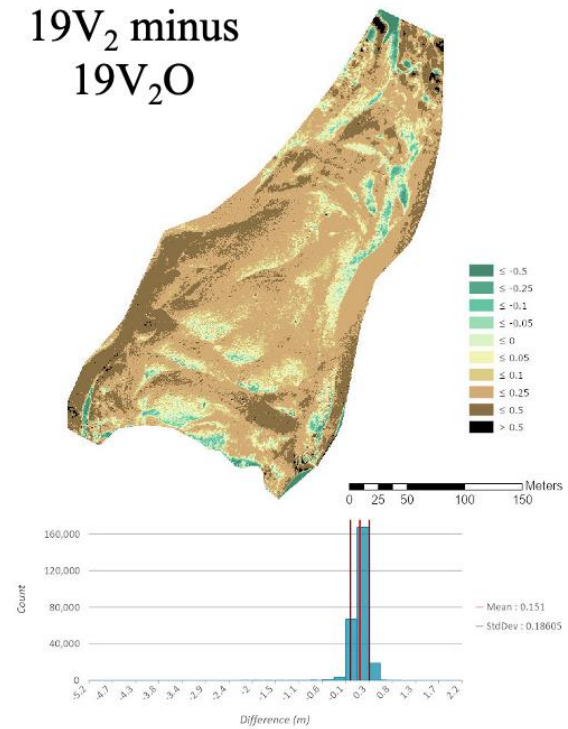 19V₂ minus
19V₂O
≤ -0.5
≤ -0.25
≤ -0.1
≤ -0.05
≤ 0
≤ 0.05
≤ 0.1
≤ 0.25
≤ 0.5
> 0.5
Meters
0 25 50 100 150
160,000
120,000
80,000
40,000
0
Count
Mean : 0.151
StdDev : 0.18605
-5.2 -4.7 -4.3 -3.8 -3.4 -2.9 -2.4 -2 -1.5 -1.1 -0.6 -0.1 0.3 0.8 1.3 1.7 2.2
Difference (m)